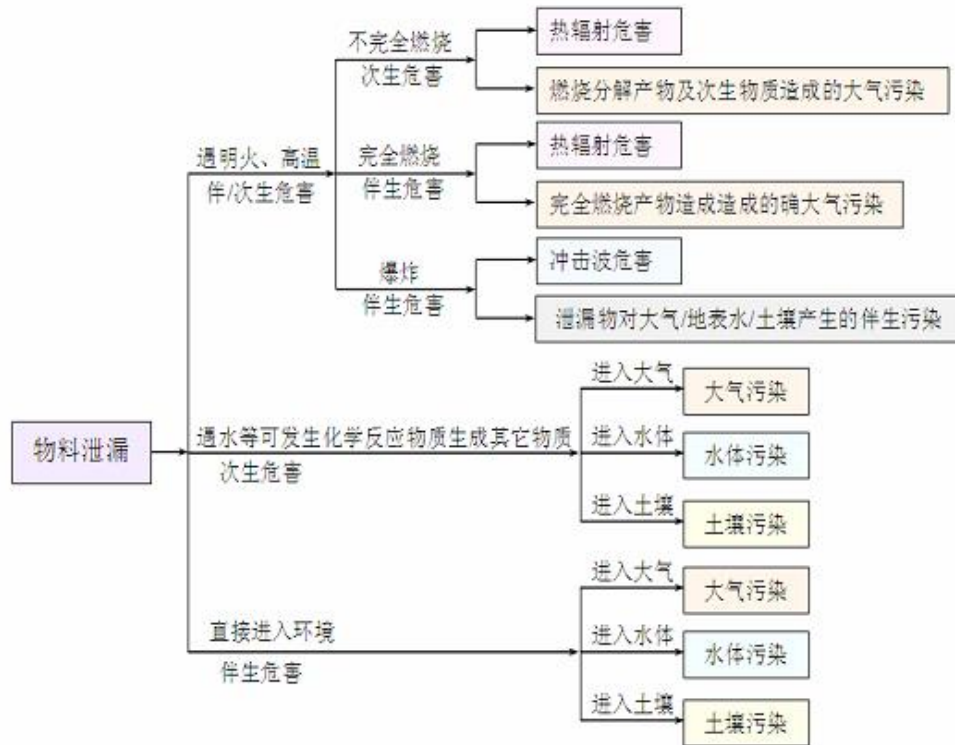 不完全燃烧
次生危害
热辐射危害
燃烧分解产物及次生物质造成的大气污染
遇明火、高温
伴/次生危害
完全燃烧
伴生危害
热辐射危害
完全燃烧产物造成造成的确大气污染
爆炸
伴生危害
冲击波危害
泄漏物对大气/地表水/土壤产生的伴生污染
物料泄漏
遇水等可发生化学反应物质生成其它物质
次生危害
进入大气
大气污染
进入水体
水体污染
进入土壤
土壤污染
直接进入环境
伴生危害
进入大气
大气污染
进入水体
水体污染
进入土壤
土壤污染